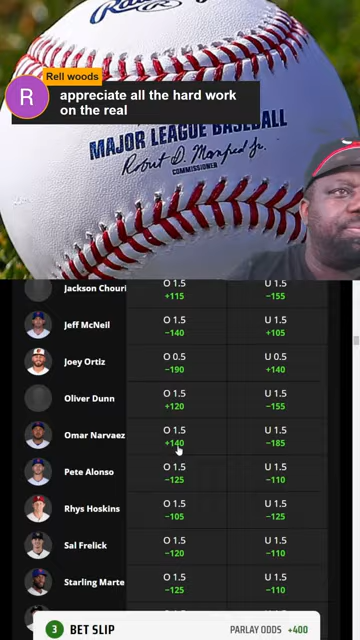 Rell woods
R
appreciate all the hard work
on the real
MAJOR LEAGUE BASEBALL
Robert D. Manfred Jr.
COMMISSIONER
Jackson Chouri
O 1.5
+115
U 1.5
−155
Jeff McNeil
O 1.5
−140
U 1.5
+105
Joey Ortiz
O 0.5
−190
U 0.5
+140
Oliver Dunn
O 1.5
+120
U 1.5
−155
Omar Narvaez
O 1.5
+140
U 1.5
−185
Pete Alonso
O 1.5
−125
U 1.5
−110
Rhys Hoskins
O 1.5
−105
U 1.5
−125
Sal Frelick
O 1.5
−120
U 1.5
−110
Starling Marte
O 1.5
−125
U 1.5
−110
3
BET SLIP
PARLAY ODDS +400